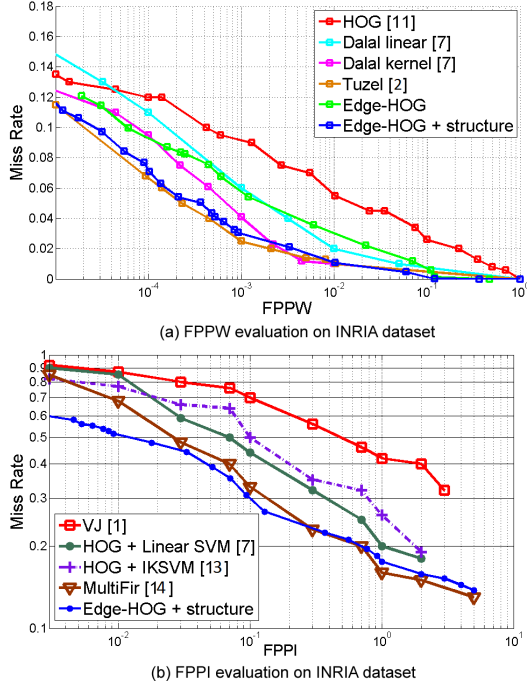 0.18
0.16
0.14
0.12
0.1
0.08
0.06
0.04
0.02
0
Miss Rate
HOG [11]
Dalal linear [7]
Dalal kernel [7]
Tuzel [2]
Edge-HOG
Edge-HOG + structure
10^-4
10^-3
10^-2
10^-1
10^0
FPPW
(a) FPPW evaluation on INRIA dataset
1
0.9
0.8
0.7
0.6
0.5
0.4
0.3
0.2
0.1
Miss Rate
VJ [1]
HOG + Linear SVM [7]
HOG + IKSVM [13]
MultiFir [14]
Edge-HOG + structure
10^-2
10^-1
10^0
10^1
FPPI
(b) FPPI evaluation on INRIA dataset